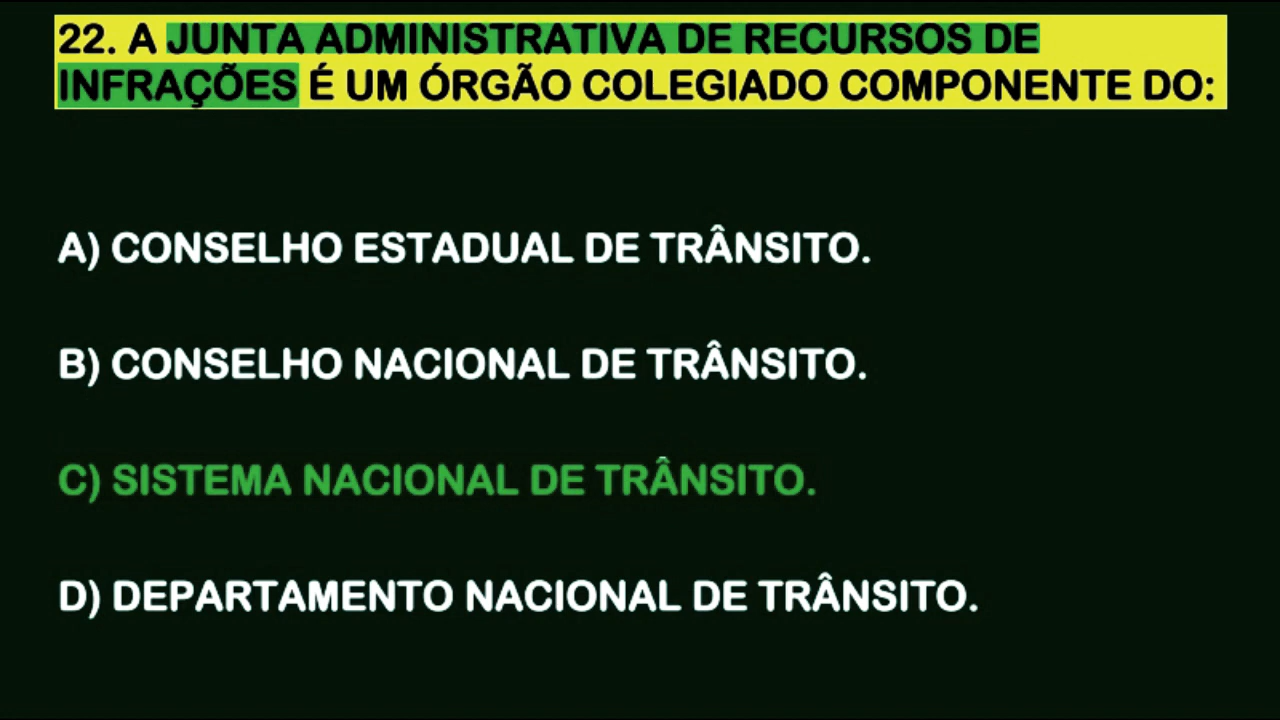 22. A JUNTA ADMINISTRATIVA DE RECURSOS DE
INFRAÇÕES É UM ÓRGÃO COLEGIADO COMPONENTE DO:
A) CONSELHO ESTADUAL DE TRÂNSITO.
B) CONSELHO NACIONAL DE TRÂNSITO.
C) SISTEMA NACIONAL DE TRÂNSITO.
D) DEPARTAMENTO NACIONAL DE TRÂNSITO.